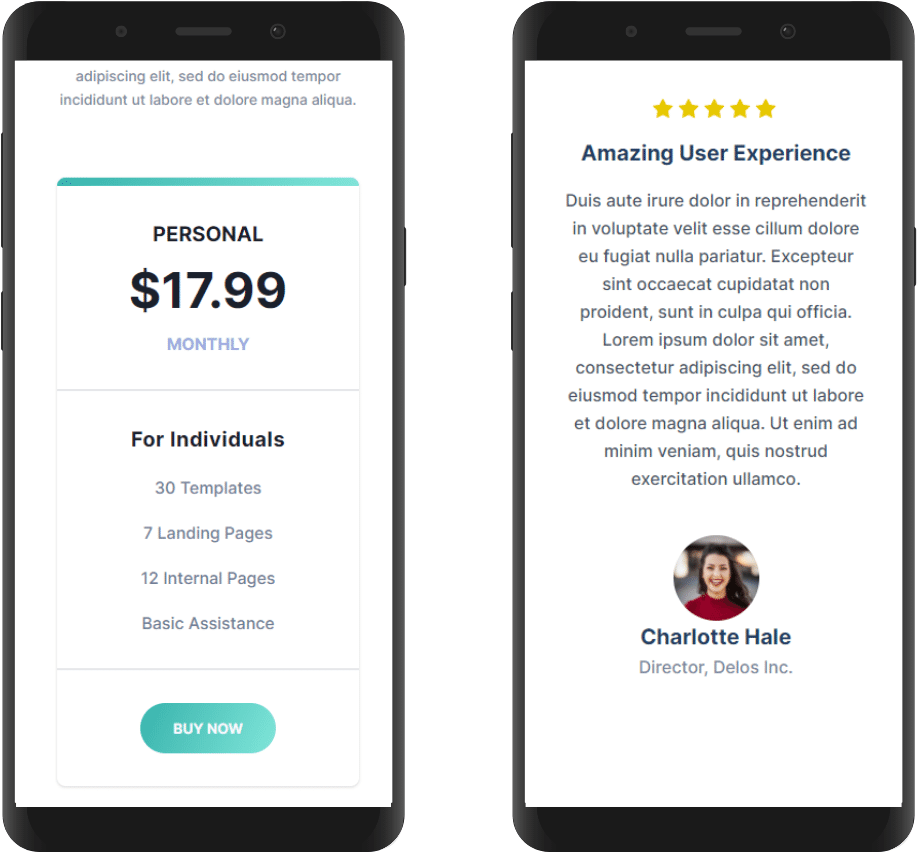 adipiscing elit, sed do eiusmod tempor
incididunt ut labore et dolore magna aliqua.
PERSONAL
$17.99
MONTHLY
For Individuals
30 Templates
7 Landing Pages
12 Internal Pages
Basic Assistance
BUY NOW
Amazing User Experience
Duis aute irure dolor in reprehenderit
in voluptate velit esse cillum dolore
eu fugiat nulla pariatur. Excepteur
sint occaecat cupidatat non
proident, sunt in culpa qui officia.
Lorem ipsum dolor sit amet,
consectetur adipiscing elit, sed do
eiusmod tempor incididunt ut labore
et dolore magna aliqua. Ut enim ad
minim veniam, quis nostrud
exercitation ullamco.
Charlotte Hale
Director, Delos Inc.